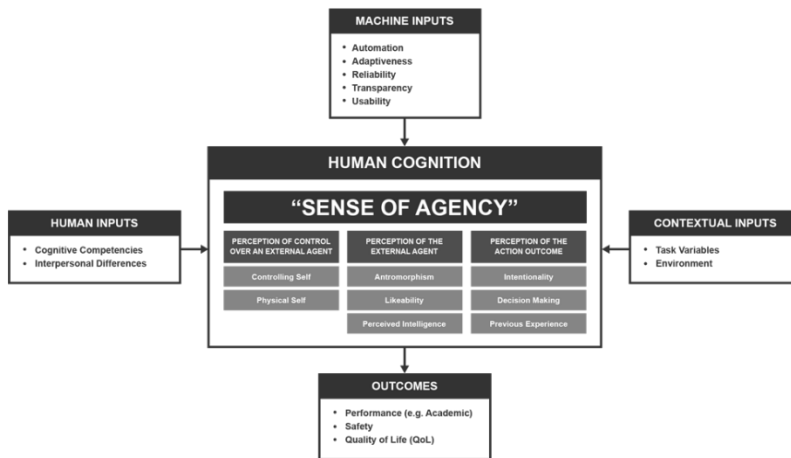 MACHINE INPUTS
• Automation
• Adaptiveness
• Reliability
• Transparency
• Usability
HUMAN COGNITION
“SENSE OF AGENCY”
HUMAN INPUTS
• Cognitive Competencies
• Interpersonal Differences
PERCEPTION OF CONTROL
OVER AN EXTERNAL AGENT
Controlling Self
Physical Self
PERCEPTION OF THE
EXTERNAL AGENT
Antromorphism
Likeability
Perceived Intelligence
PERCEPTION OF THE
ACTION OUTCOME
Intentionality
Decision Making
Previous Experience
CONTEXTUAL INPUTS
• Task Variables
• Environment
OUTCOMES
• Performance (e.g. Academic)
• Safety
• Quality of Life (QoL)